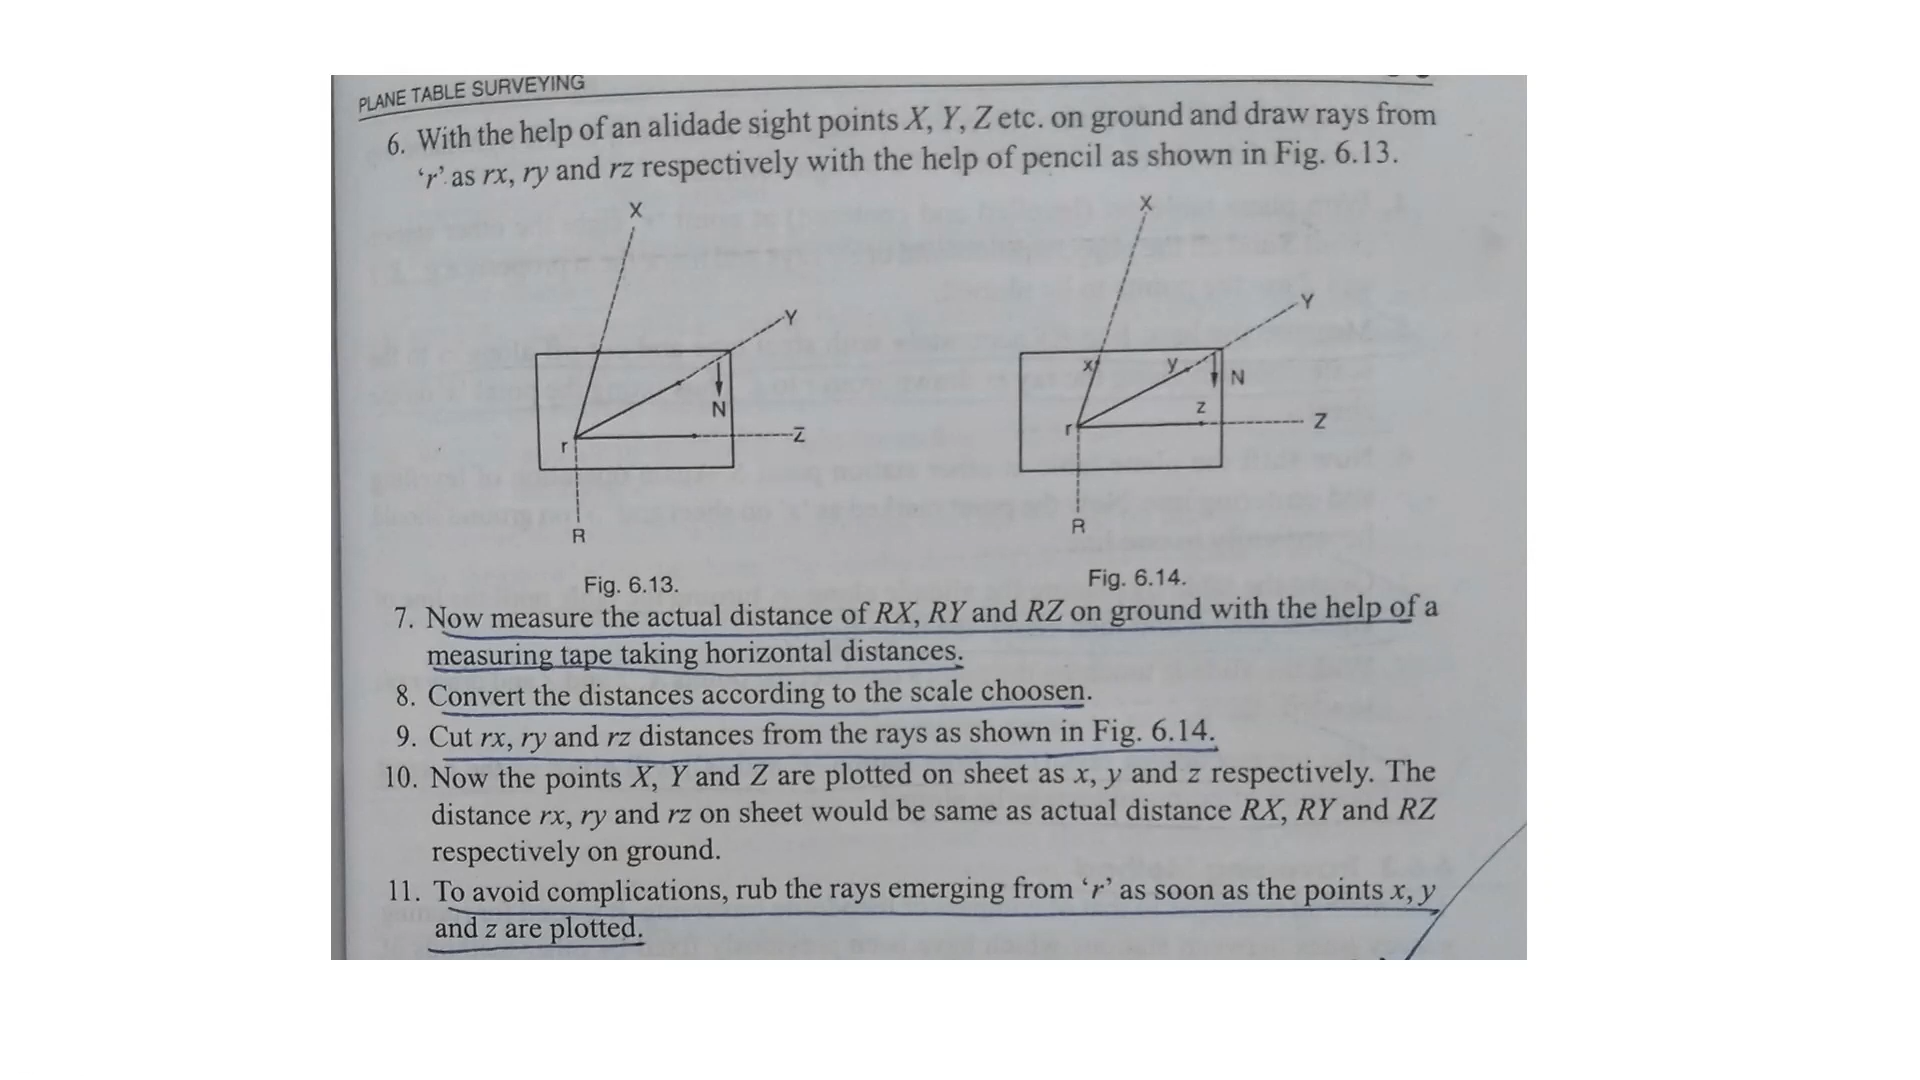 PLANE TABLE SURVEYING
6. With the help of an alidade sight points X, Y, Z etc. on ground and draw rays from
‘r’ as rx, ry and rz respectively with the help of pencil as shown in Fig. 6.13.
X
Y
N
r
Z
R
Fig. 6.13.
X
Y
x
y
N
z
r
Z
R
Fig. 6.14.
7. Now measure the actual distance of RX, RY and RZ on ground with the help of a
measuring tape taking horizontal distances.
8. Convert the distances according to the scale choosen.
9. Cut rx, ry and rz distances from the rays as shown in Fig. 6.14.
10. Now the points X, Y and Z are plotted on sheet as x, y and z respectively. The
distance rx, ry and rz on sheet would be same as actual distance RX, RY and RZ
respectively on ground.
11. To avoid complications, rub the rays emerging from ‘r’ as soon as the points x, y
and z are plotted.